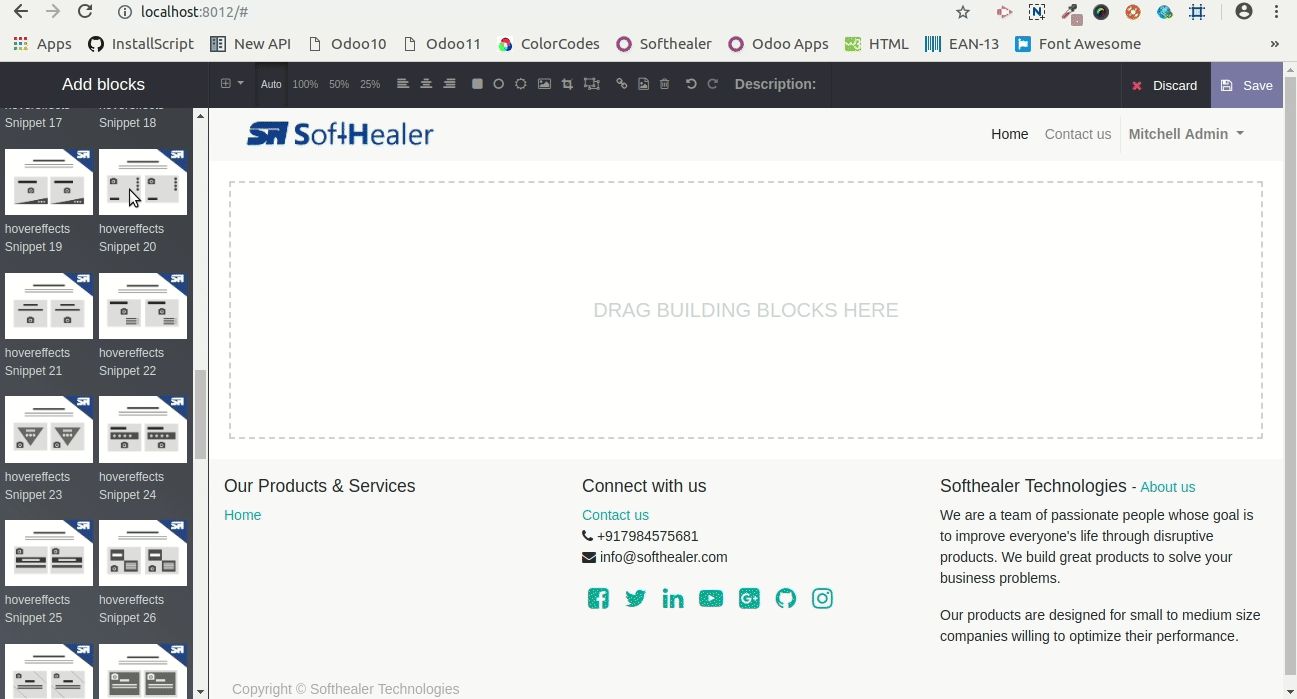 localhost:8012/#
Apps InstallScript New API Odoo10 Odoo11 ColorCodes Softhealer Odoo Apps HTML EAN-13 Font Awesome »
Add blocks
Auto 100% 50% 25% Description: Discard Save
hovereffects hovereffects
Snippet 17 Snippet 18
SoftHealer
Home Contact us Mitchell Admin
hovereffects hovereffects
Snippet 19 Snippet 20
DRAG BUILDING BLOCKS HERE
hovereffects hovereffects
Snippet 21 Snippet 22
hovereffects hovereffects
Snippet 23 Snippet 24
hovereffects hovereffects
Snippet 25 Snippet 26
Our Products & Services
Home
Connect with us
Contact us
+917984575681
info@softhealer.com
Softhealer Technologies - About us
We are a team of passionate people whose goal is
to improve everyone's life through disruptive
products. We build great products to solve your
business problems.
Our products are designed for small to medium size
companies willing to optimize their performance.
Copyright © Softhealer Technologies